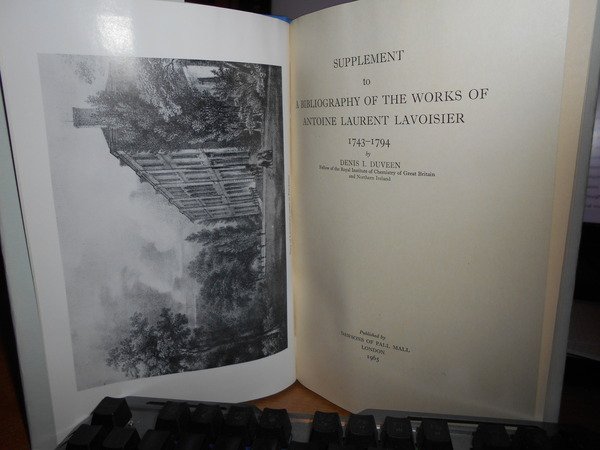 SUPPLEMENT
to
A BIBLIOGRAPHY OF THE WORKS OF
ANTOINE LAURENT LAVOISIER
1743–1794
by
DENIS I. DUVEEN
Fellow of the Royal Institute of Chemistry of Great Britain
and Northern Ireland
Published by
DAWSONS OF PALL MALL
LONDON
1965